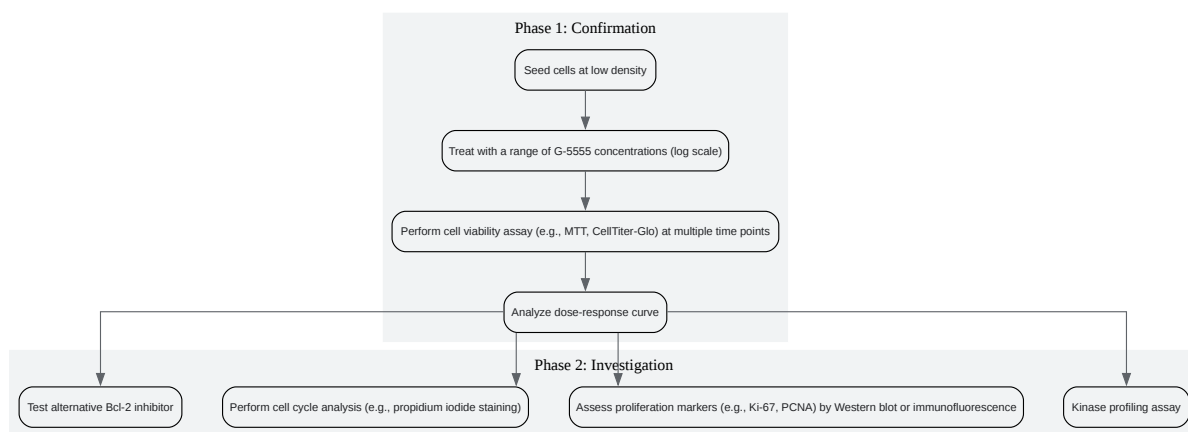 Phase 1: Confirmation
Seed cells at low density
Treat with a range of G-5555 concentrations (log scale)
Perform cell viability assay (e.g., MTT, CellTiter-Glo) at multiple time points
Analyze dose-response curve
Phase 2: Investigation
Test alternative Bcl-2 inhibitor
Perform cell cycle analysis (e.g., propidium iodide staining)
Assess proliferation markers (e.g., Ki-67, PCNA) by Western blot or immunofluorescence
Kinase profiling assay